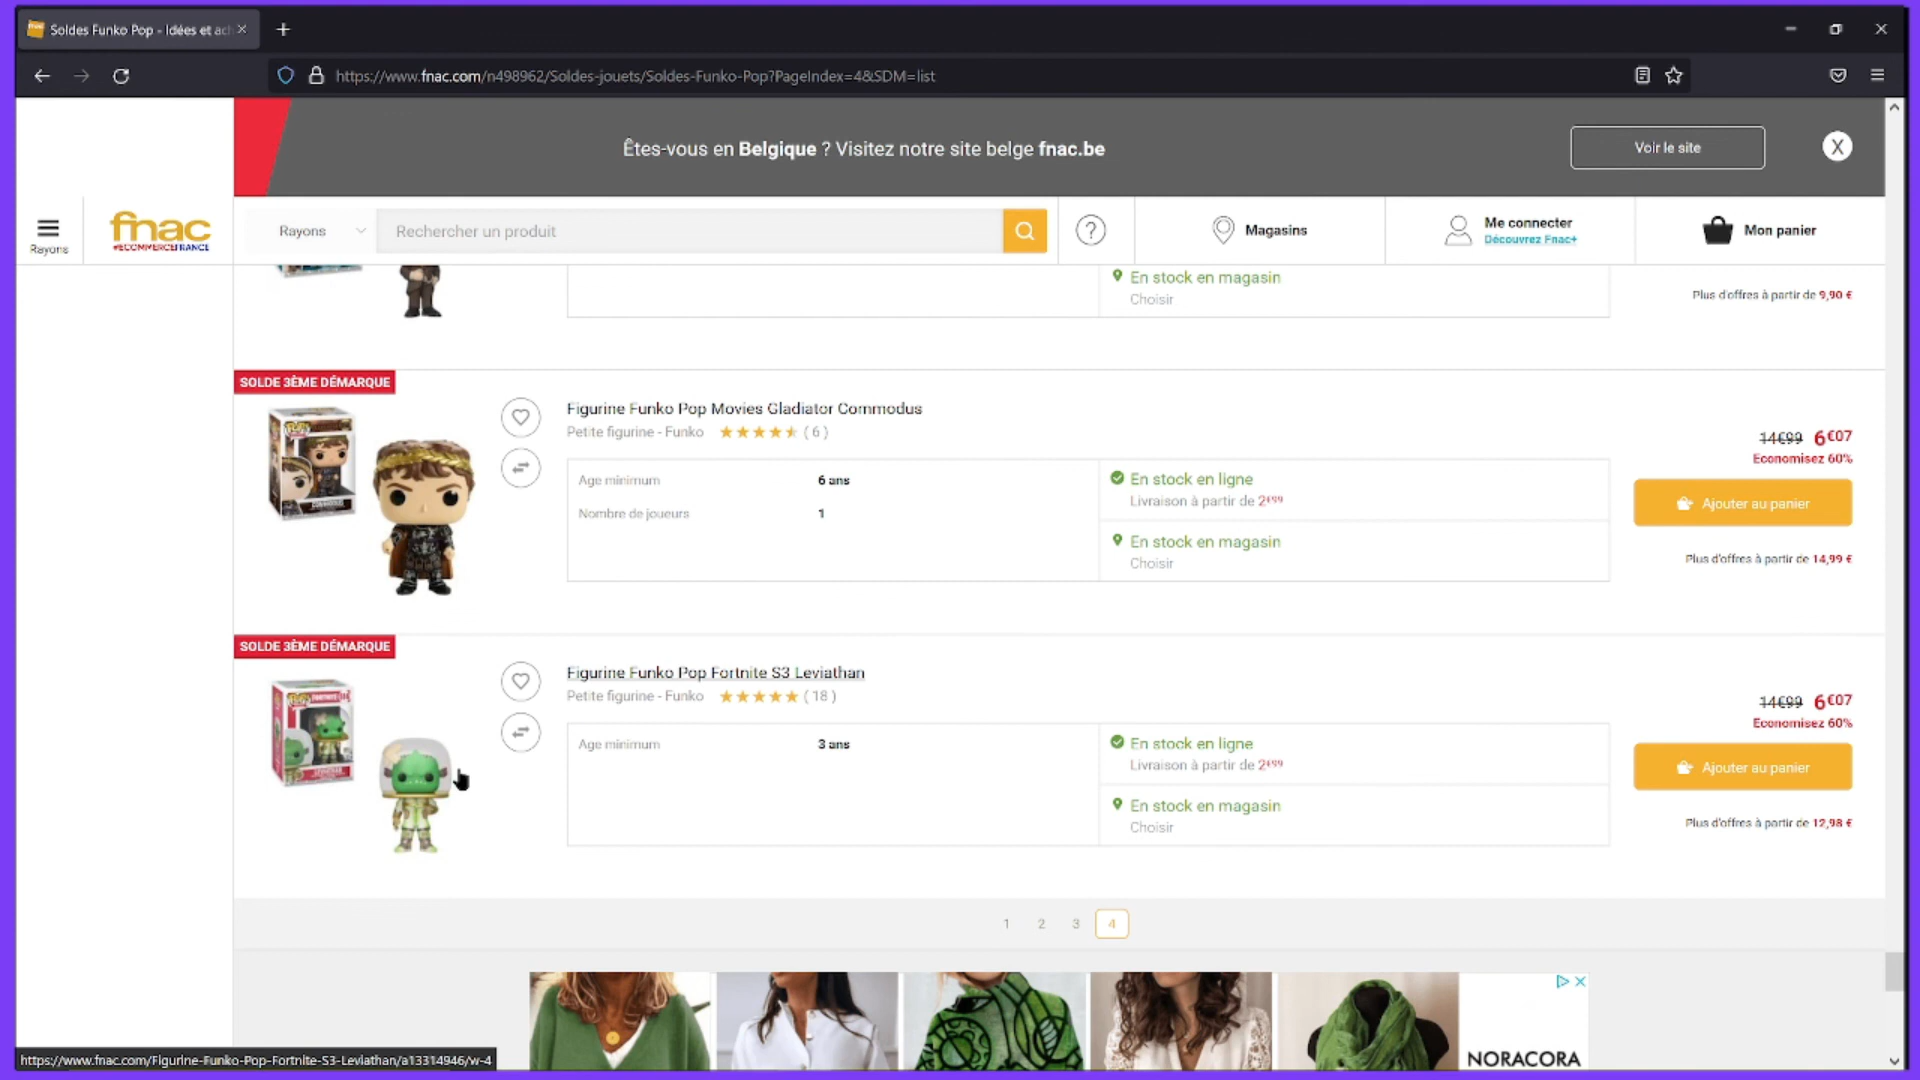 Soldes Funko Pop - Idées et ach
https://www.fnac.com/n498962/Soldes-jouets/Soldes-Funko-Pop?PageIndex=4&SDM=list
Êtes-vous en Belgique ? Visitez notre site belge fnac.be
Voir le site
X
Rayons
fnac
#ECOMMERCEFRANCE
Rayons
Rechercher un produit
?
Magasins
Me connecter
Découvrez Fnac+
Mon panier
En stock en magasin
Choisir
Plus d'offres à partir de 9,90 €
SOLDE 3ÈME DÉMARQUE
Figurine Funko Pop Movies Gladiator Commodus
Petite figurine - Funko ( 6 )
Age minimum 6 ans
Nombre de joueurs 1
En stock en ligne
Livraison à partir de 2€99
En stock en magasin
Choisir
14€99 6€07
Economisez 60%
Ajouter au panier
Plus d'offres à partir de 14,99 €
SOLDE 3ÈME DÉMARQUE
Figurine Funko Pop Fortnite S3 Leviathan
Petite figurine - Funko ( 18 )
Age minimum 3 ans
En stock en ligne
Livraison à partir de 2€99
En stock en magasin
Choisir
14€99 6€07
Economisez 60%
Ajouter au panier
Plus d'offres à partir de 12,98 €
1 2 3 4
NORACORA
https://www.fnac.com/Figurine-Funko-Pop-Fortnite-S3-Leviathan/a13314946/w-4